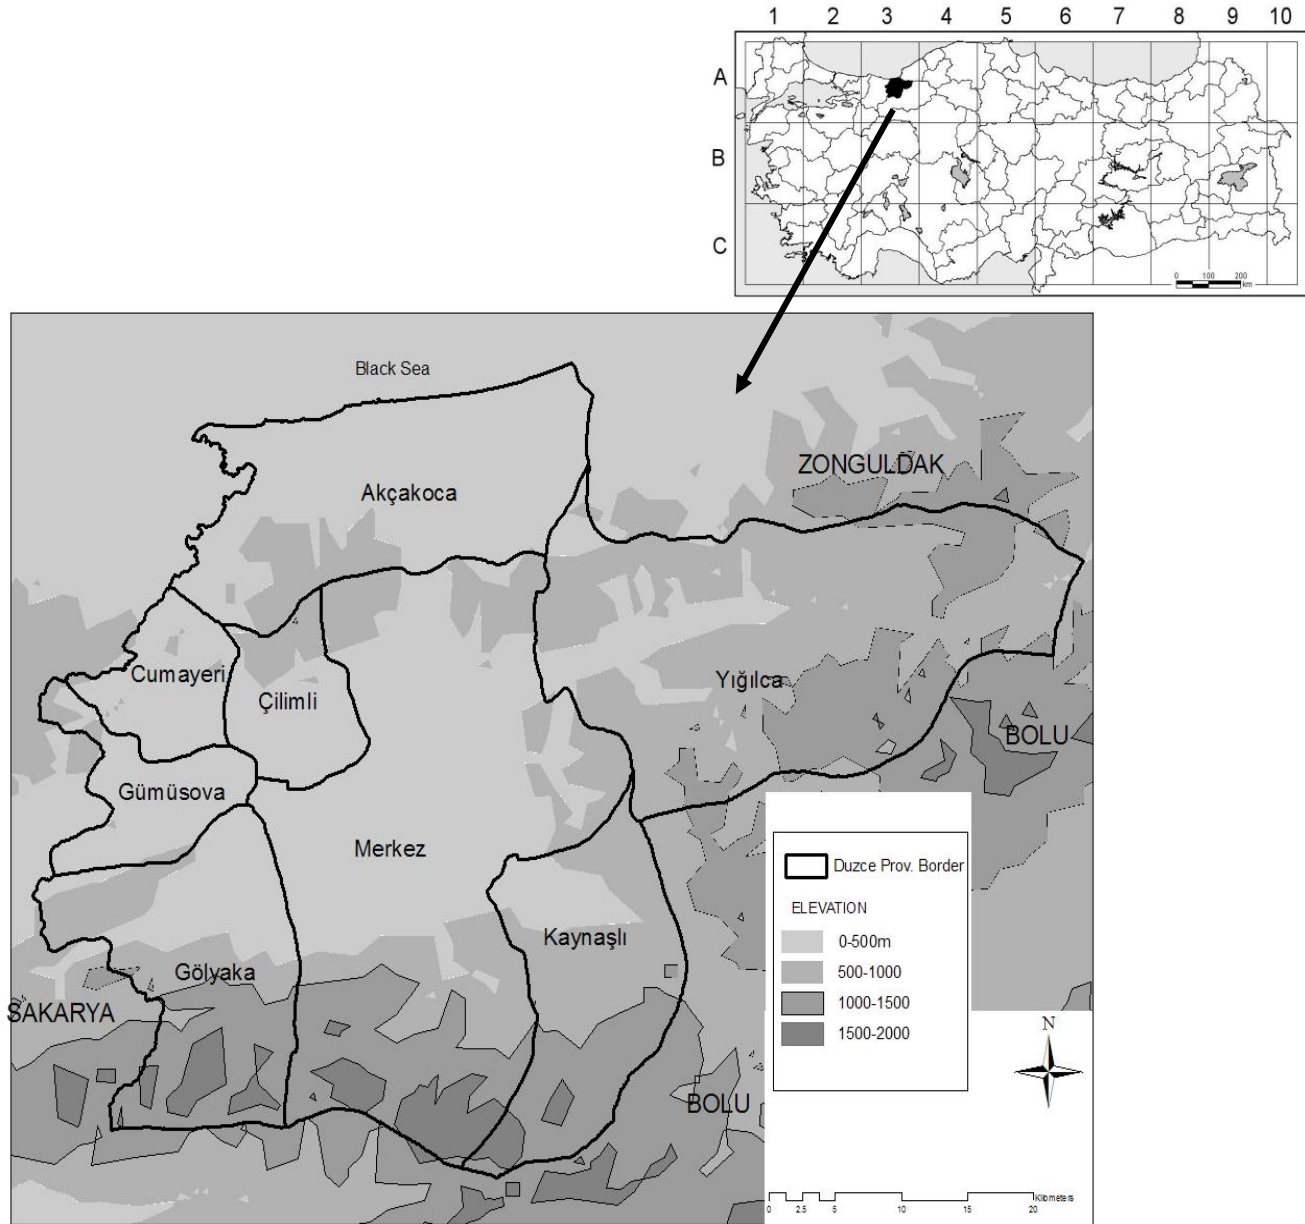 1 2 3 4 5 6 7 8 9 10
A
B
C
0 100 200
km
Black Sea
ZONGULDAK
Akçakoca
Cumayeri
Çilimli
Yığılca
BOLU
Gümüsova
Merkez
Kaynaşlı
Gölyaka
SAKARYA
BOLU
Duzce Prov. Border
ELEVATION
0-500m
500-1000
1000-1500
1500-2000
N
Kilometers
0 2.5 5 10 15 20